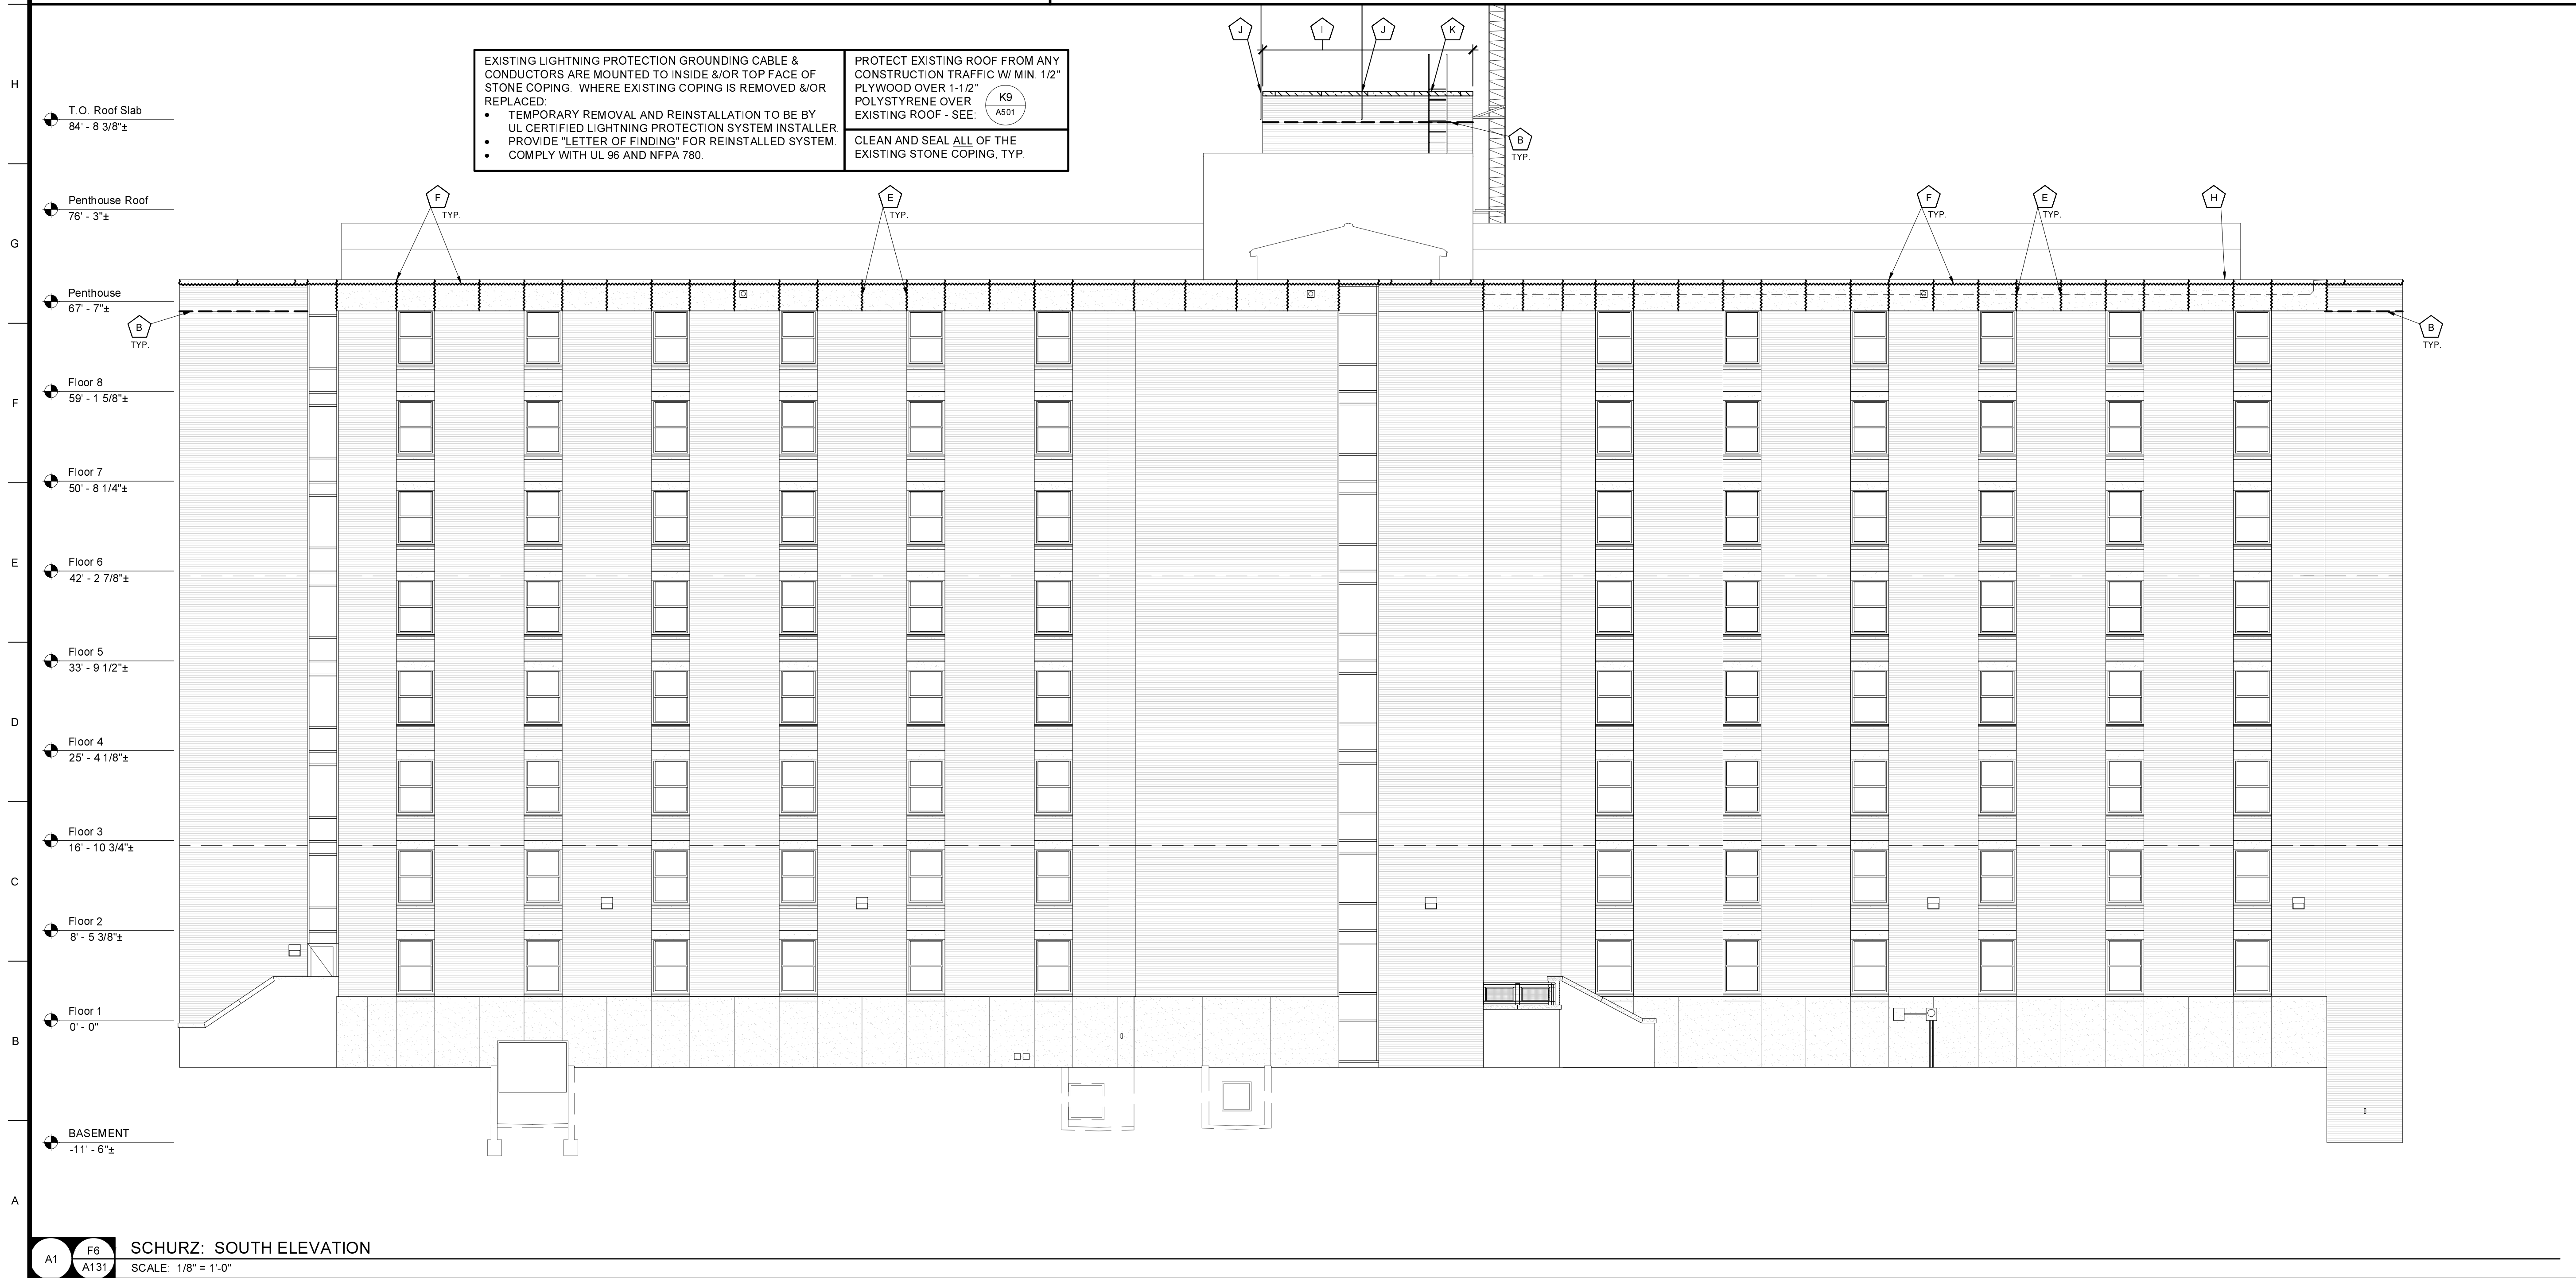 H
G
F
E
D
C
B
A
EXISTING LIGHTNING PROTECTION GROUNDING CABLE &
CONDUCTORS ARE MOUNTED TO INSIDE &/OR TOP FACE OF
STONE COPING. WHERE EXISTING COPING IS REMOVED &/OR
REPLACED:
• TEMPORARY REMOVAL AND REINSTALLATION TO BE BY
UL CERTIFIED LIGHTNING PROTECTION SYSTEM INSTALLER.
• PROVIDE "LETTER OF FINDING" FOR REINSTALLED SYSTEM.
• COMPLY WITH UL 96 AND NFPA 780.
PROTECT EXISTING ROOF FROM ANY
CONSTRUCTION TRAFFIC W/ MIN. 1/2"
PLYWOOD OVER 1-1/2"
POLYSTYRENE OVER
EXISTING ROOF - SEE:
K9
A501
CLEAN AND SEAL ALL OF THE
EXISTING STONE COPING, TYP.
J
I
J
K
B
TYP.
F
TYP.
E
TYP.
F
TYP.
E
TYP.
H
B
TYP.
B
TYP.
T.O. Roof Slab
84' - 8 3/8"±
Penthouse Roof
76' - 3"±
Penthouse
67' - 7"±
Floor 8
59' - 1 5/8"±
Floor 7
50' - 8 1/4"±
Floor 6
42' - 2 7/8"±
Floor 5
33' - 9 1/2"±
Floor 4
25' - 4 1/8"±
Floor 3
16' - 10 3/4"±
Floor 2
8' - 5 3/8"±
Floor 1
0' - 0"
BASEMENT
-11' - 6"±
A1
F6
A131
SCHURZ: SOUTH ELEVATION
SCALE: 1/8" = 1'-0"